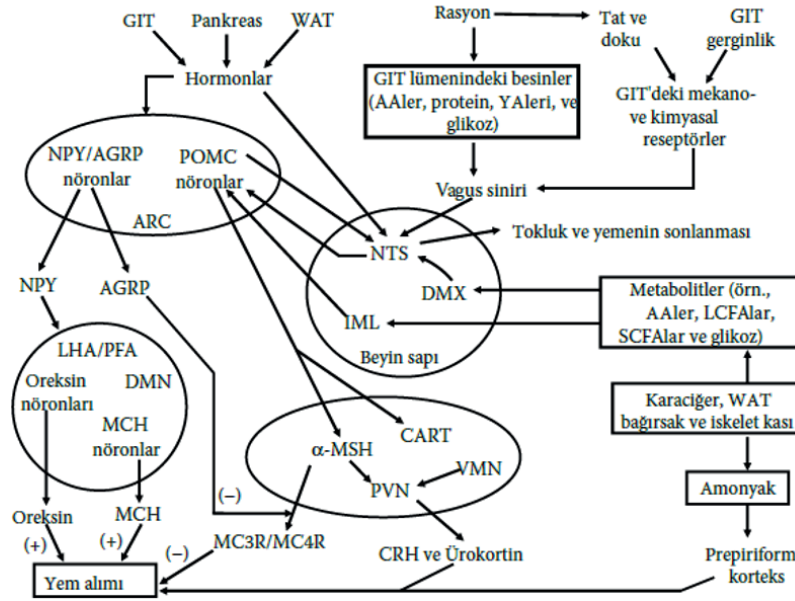 GIT
Pankreas
WAT
Hormonlar
Rasyon
Tat ve
doku
GIT
gerginlik
GIT lümenindeki besinler
(AAler, protein, YAleri, ve
glikoz)
GIT'deki mekano-
ve kimyasal
reseptörler
Vagus siniri
NPY/AGRP
nöronlar
POMC
nöronlar
ARC
NTS
Tokluk ve yemenin sonlanması
DMX
IML
Beyin sapı
NPY
AGRP
Metabolitler (örn.,
AAler, LCFAlar,
SCFAlar ve glikoz)
LHA/PFA
Oreksin
nöronları
DMN
MCH
nöronlar
Karaciğer, WAT
bağırsak ve iskelet kası
CART
α-MSH
VMN
PVN
(−)
Amonyak
Oreksin
MCH
(+)
(+)
(−)
MC3R/MC4R
CRH ve Ürokortin
Prepiriform
korteks
Yem alımı